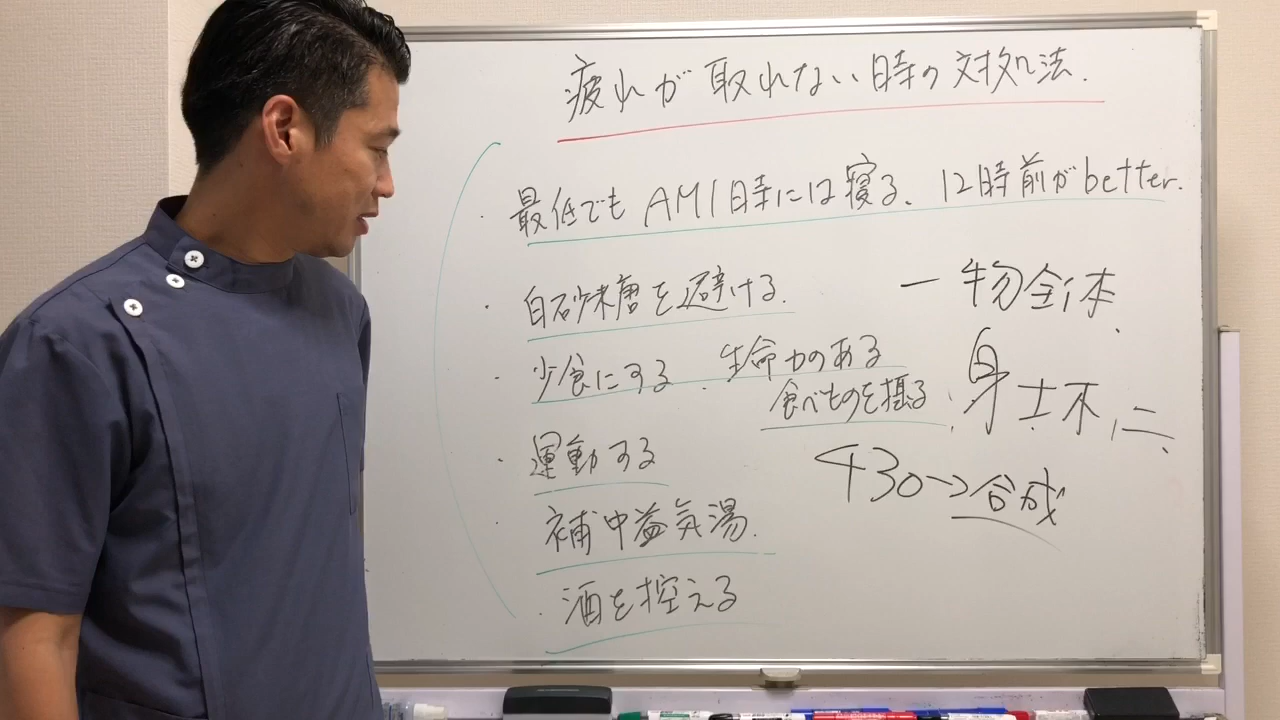 疲れが取れない時の対処法.
・最低でもAM1時には寝る、12時前がbetter.
・白砂糖を避ける.
・少食にする、生命力のある
食べものを摂る.
・運動する
・補中益気湯.
・酒を控える
一物全体.
身土不二、
430→合成